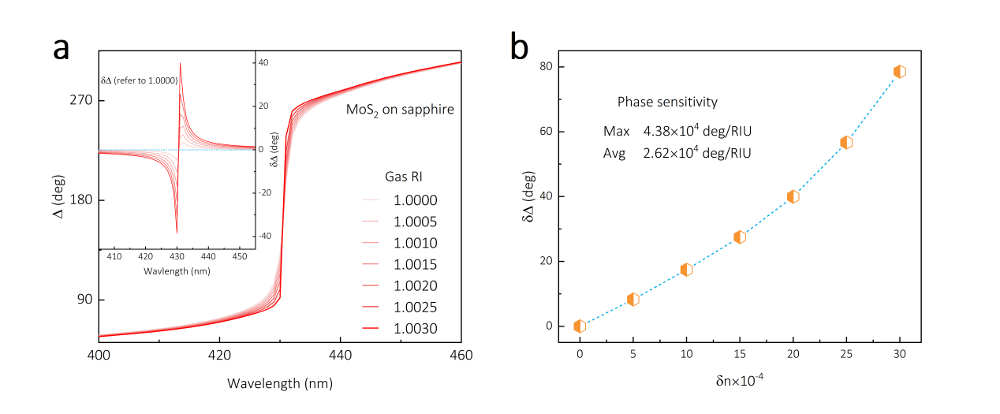 a
δΔ (refer to 1.0000)
40
20
0
-20
-40
δΔ (deg)
410
420
430
440
450
Wavelength (nm)
270
180
90
Δ (deg)
MoS2 on sapphire
Gas RI
1.0000
1.0005
1.0010
1.0015
1.0020
1.0025
1.0030
400
420
440
460
Wavelength (nm)
b
80
60
40
20
0
δΔ (deg)
Phase sensitivity
Max 4.38×10^4 deg/RIU
Avg 2.62×10^4 deg/RIU
0
5
10
15
20
25
30
δn×10^-4